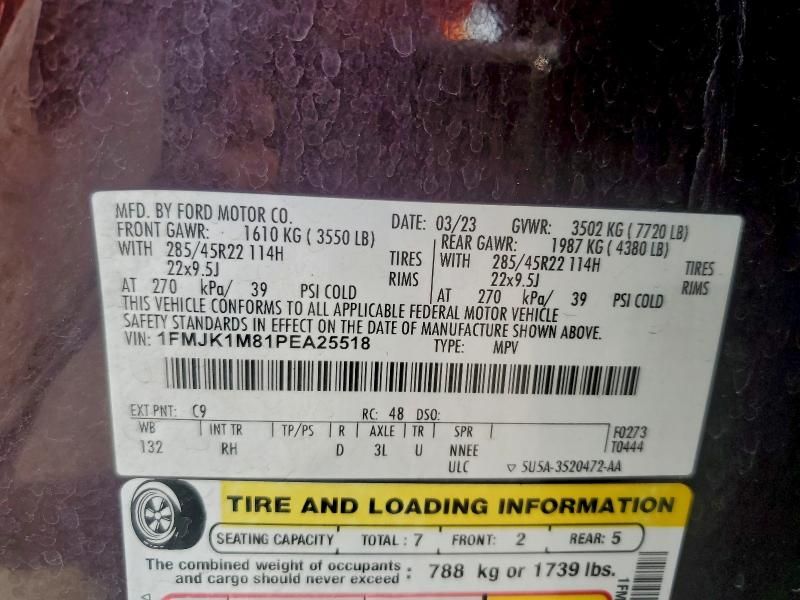 MFD. BY FORD MOTOR CO. DATE: 03/23 GVWR: 3502 KG ( 7720 LB)
FRONT GAWR: 1610 KG ( 3550 LB) REAR GAWR: 1987 KG ( 4380 LB)
WITH 285/45R22 114H TIRES WITH 285/45R22 114H TIRES
22x9.5J RIMS 22x9.5J RIMS
AT 270 kPa/ 39 PSI COLD AT 270 kPa/ 39 PSI COLD
THIS VEHICLE CONFORMS TO ALL APPLICABLE FEDERAL MOTOR VEHICLE
SAFETY STANDARDS IN EFFECT ON THE DATE OF MANUFACTURE SHOWN ABOVE.
VIN: 1FMJK1M81PEA25518 TYPE: MPV
EXT PNT: C9 RC: 48 DSO:
WB INT TR TP/PS R AXLE TR SPR F0273
132 RH D 3L U NNEE T0444
ULC ▽ 5U5A-3520472-AA
TIRE AND LOADING INFORMATION
SEATING CAPACITY TOTAL : 7 FRONT: 2 REAR: 5
The combined weight of occupants
and cargo should never exceed : 788 kg or 1739 lbs.
1FM